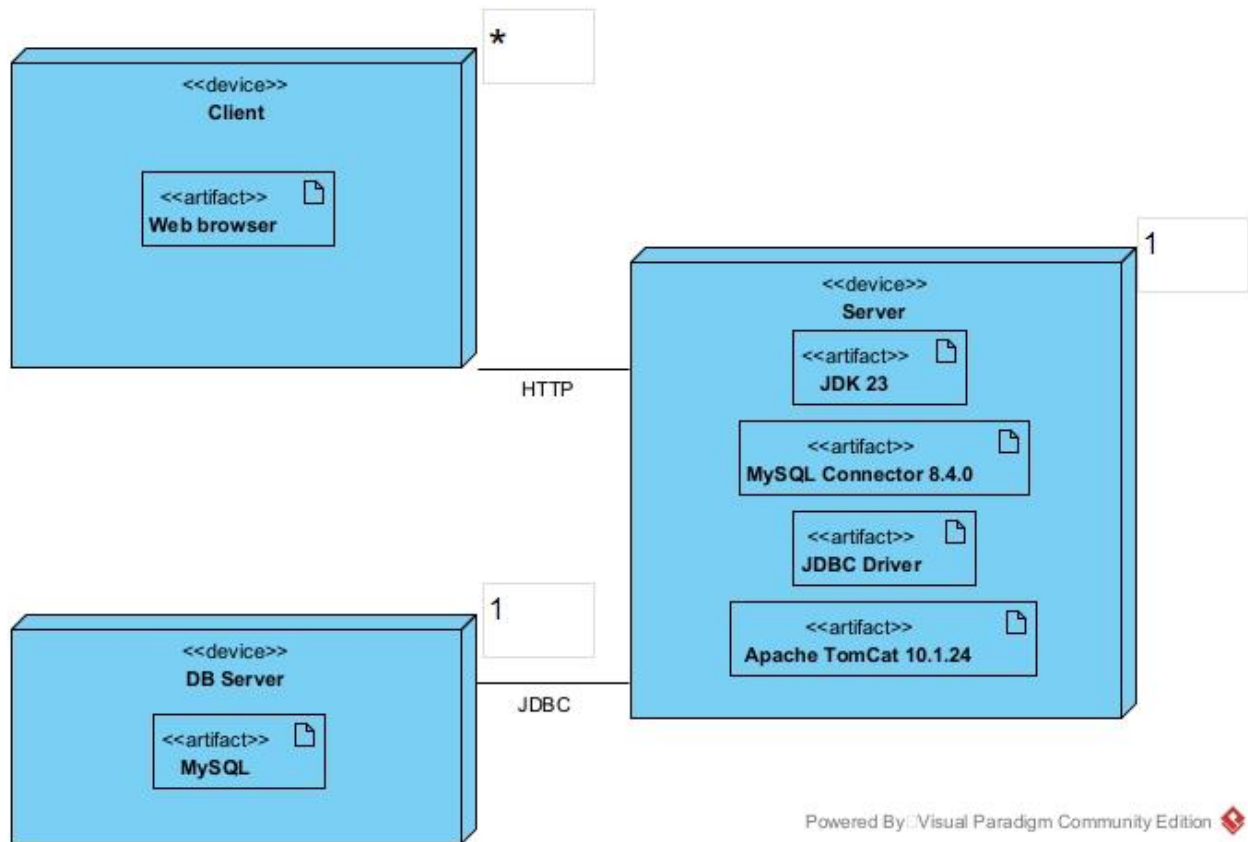 *
<<device>>
Client
<<artifact>>
Web browser
1
<<device>>
Server
<<artifact>>
JDK 23
<<artifact>>
MySQL Connector 8.4.0
<<artifact>>
JDBC Driver
<<artifact>>
Apache TomCat 10.1.24
HTTP
1
<<device>>
DB Server
<<artifact>>
MySQL
JDBC
Powered By Visual Paradigm Community Edition